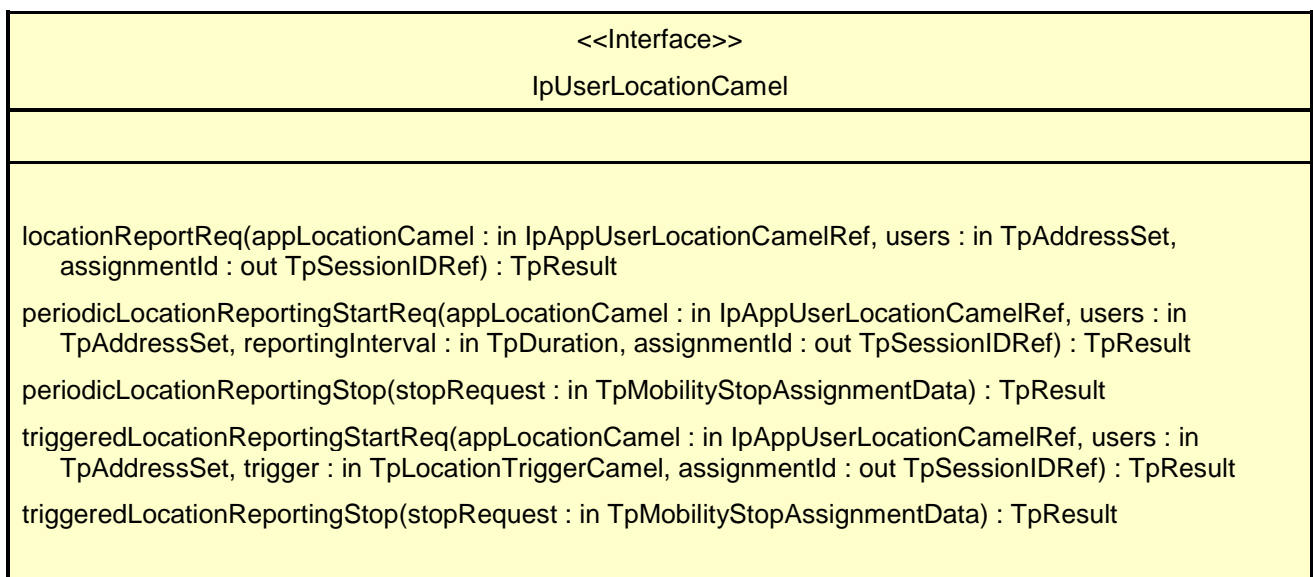 <<Interface>>
IpUserLocationCamel
locationReportReq(appLocationCamel : in IpAppUserLocationCamelRef, users : in TpAddressSet,
assignmentId : out TpSessionIDRef) : TpResult
periodicLocationReportingStartReq(appLocationCamel : in IpAppUserLocationCamelRef, users : in
TpAddressSet, reportingInterval : in TpDuration, assignmentId : out TpSessionIDRef) : TpResult
periodicLocationReportingStop(stopRequest : in TpMobilityStopAssignmentData) : TpResult
triggeredLocationReportingStartReq(appLocationCamel : in IpAppUserLocationCamelRef, users : in
TpAddressSet, trigger : in TpLocationTriggerCamel, assignmentId : out TpSessionIDRef) : TpResult
triggeredLocationReportingStop(stopRequest : in TpMobilityStopAssignmentData) : TpResult